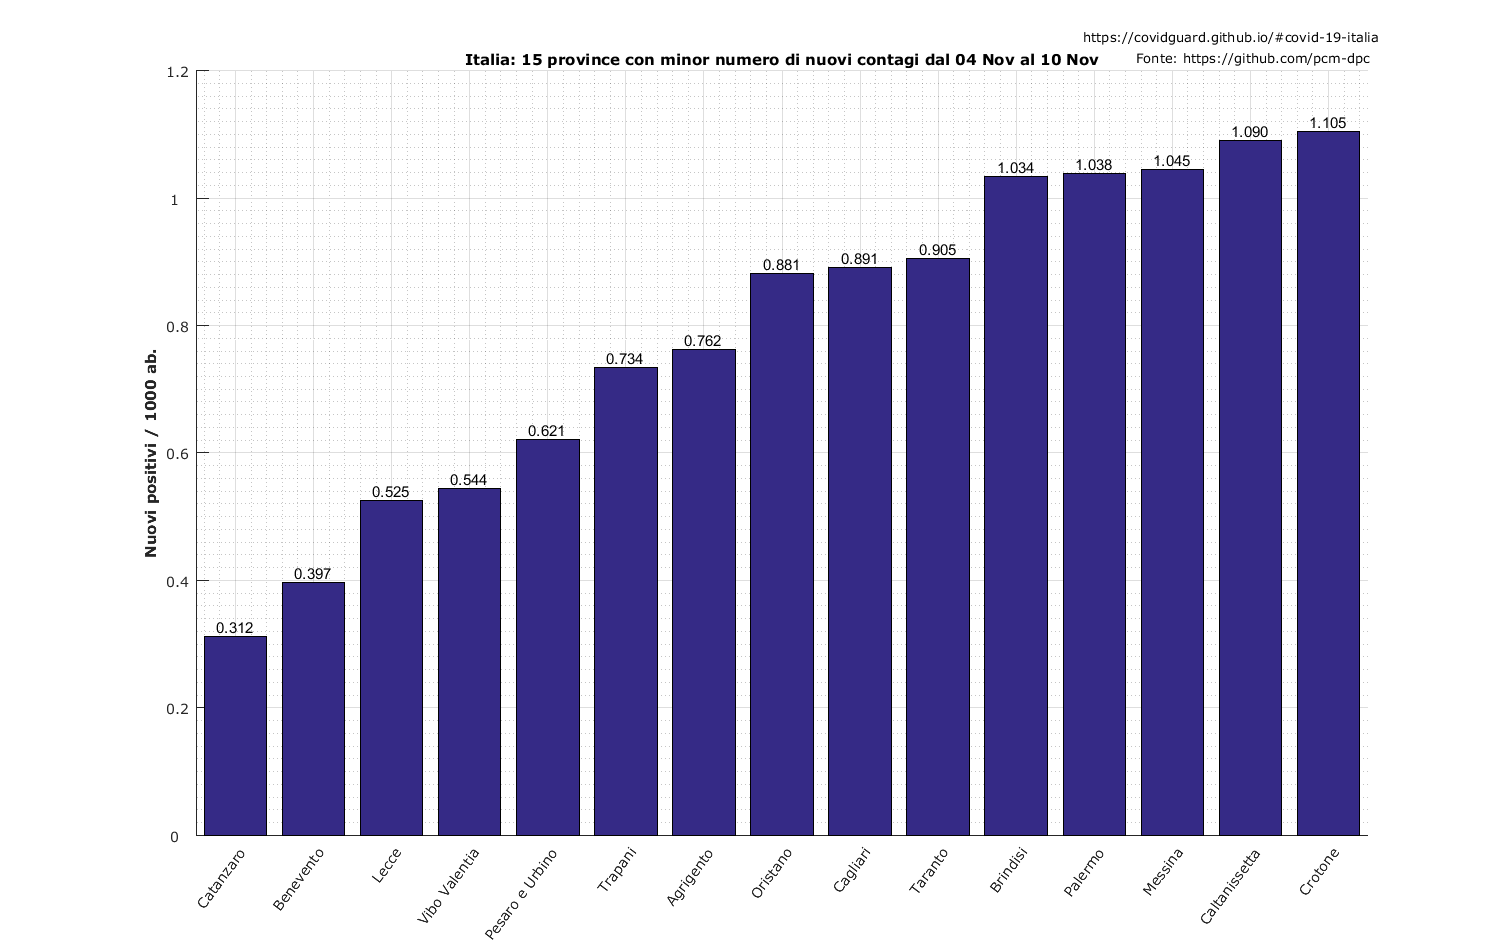 https://covidguard.github.io/#covid-19-italia
Italia: 15 province con minor numero di nuovi contagi dal 04 Nov al 10 Nov
Fonte: https://github.com/pcm-dpc
Nuovi positivi / 1000 ab.
1.2
1
0.8
0.6
0.4
0.2
0
0.312
0.397
0.525
0.544
0.621
0.734
0.762
0.881
0.891
0.905
1.034
1.038
1.045
1.090
1.105
Catanzaro
Benevento
Lecce
Vibo Valentia
Pesaro e Urbino
Trapani
Agrigento
Oristano
Cagliari
Taranto
Brindisi
Palermo
Messina
Caltanissetta
Crotone